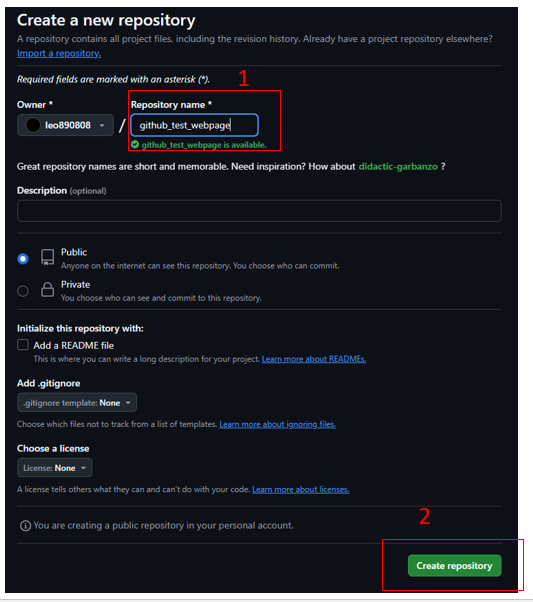 Create a new repository
A repository contains all project files, including the revision history. Already have a project repository elsewhere?
Import a repository.
Required fields are marked with an asterisk (*).
1
Owner *
Repository name *
leo890808
/
github_test_webpage
github_test_webpage is available.
Great repository names are short and memorable. Need inspiration? How about didactic-garbanzo ?
Description (optional)
Public
Anyone on the internet can see this repository. You choose who can commit.
Private
You choose who can see and commit to this repository.
Initialize this repository with:
Add a README file
This is where you can write a long description for your project. Learn more about READMEs.
Add .gitignore
.gitignore template: None
Choose which files not to track from a list of templates. Learn more about ignoring files.
Choose a license
License: None
A license tells others what they can and can't do with your code. Learn more about licenses.
You are creating a public repository in your personal account.
2
Create repository